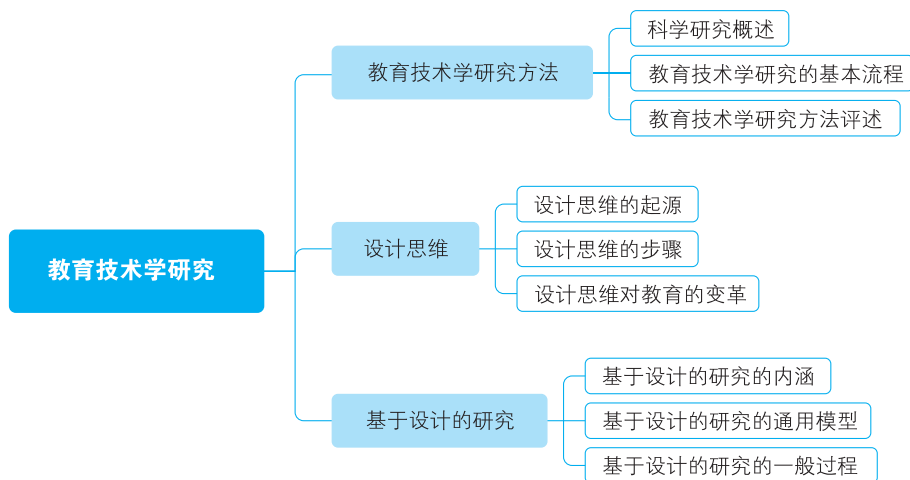 教育技术学研究
教育技术学研究方法
科学研究概述
教育技术学研究的基本流程
教育技术学研究方法评述
设计思维
设计思维的起源
设计思维的步骤
设计思维对教育的变革
基于设计的研究
基于设计的研究的内涵
基于设计的研究的通用模型
基于设计的研究的一般过程